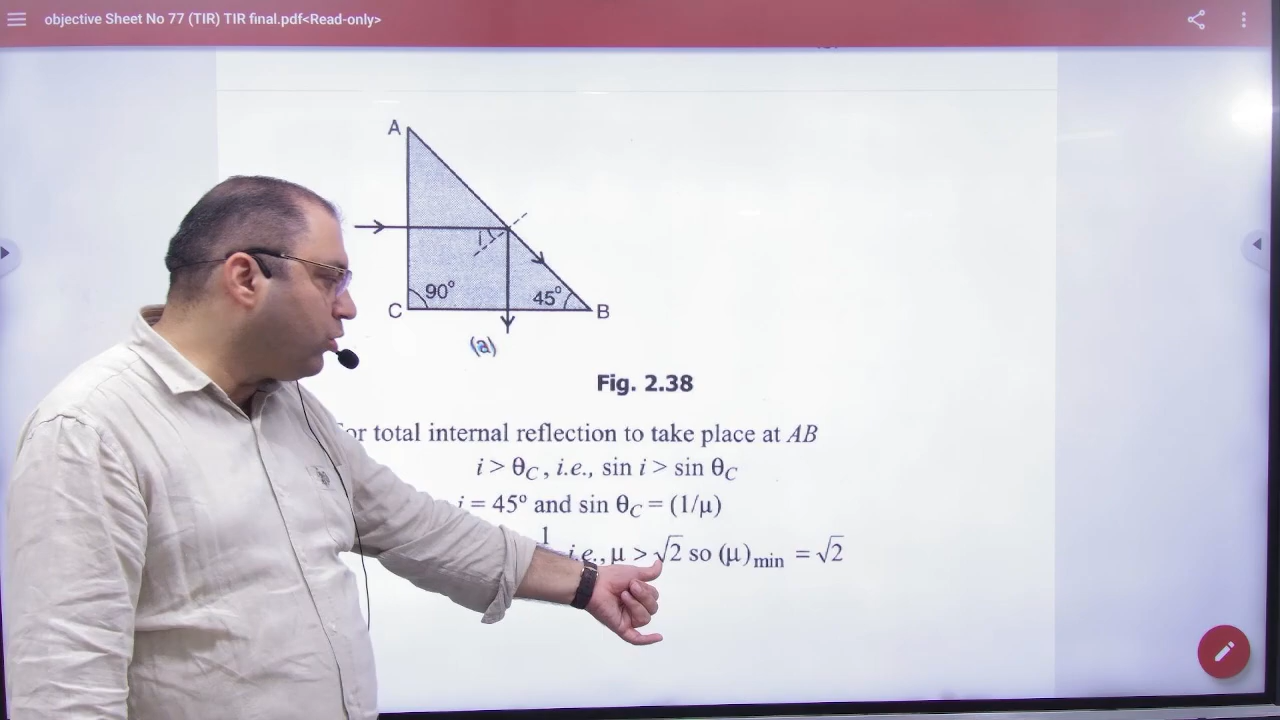 objective Sheet No 77 (TIR) TIR final.pdf<Read-only>
A
i
90°
45°
C
B
(a)
Fig. 2.38
or total internal reflection to take place at AB
i > θC, i.e., sin i > sin θC
i = 45° and sin θC = (1/μ)
1 i.e., μ > √2 so (μ)min = √2